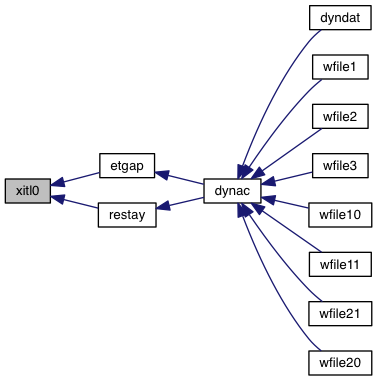 xitl0
etgap
restay
dynac
dyndat
wfile1
wfile2
wfile3
wfile10
wfile11
wfile21
wfile20